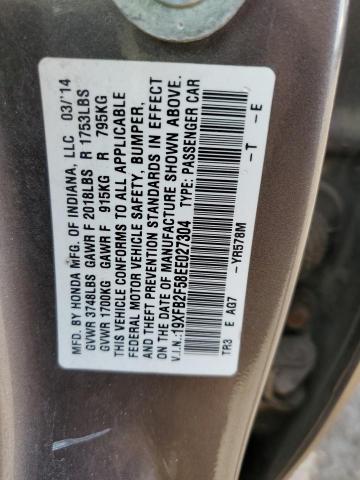 MFD. BY HONDA MFG. OF INDIANA, LLC 03/'14
GVWR 3748LBS GAWR F 2018LBS R 1753LBS
GVWR 1700KG GAWR F 915KG R 795KG
THIS VEHICLE CONFORMS TO ALL APPLICABLE
FEDERAL MOTOR VEHICLE SAFETY, BUMPER,
AND THEFT PREVENTION STANDARDS IN EFFECT
ON THE DATE OF MANUFACTURE SHOWN ABOVE.
V.I.N.:19XFB2F58EE027304 TYPE: PASSENGER CAR
-YR578M -T -E
TR3 E AG7